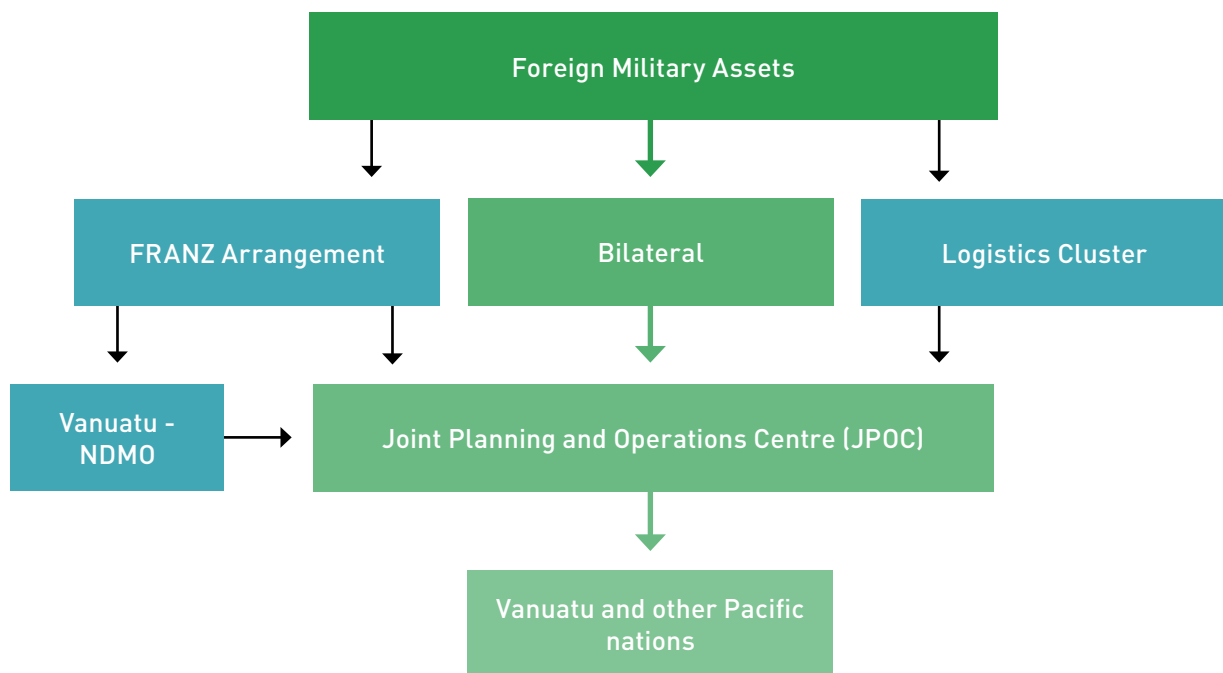 Foreign Military Assets
FRANZ Arrangement
Bilateral
Logistics Cluster
Vanuatu -
NDMO
Joint Planning and Operations Centre (JPOC)
Vanuatu and other Pacific
nations